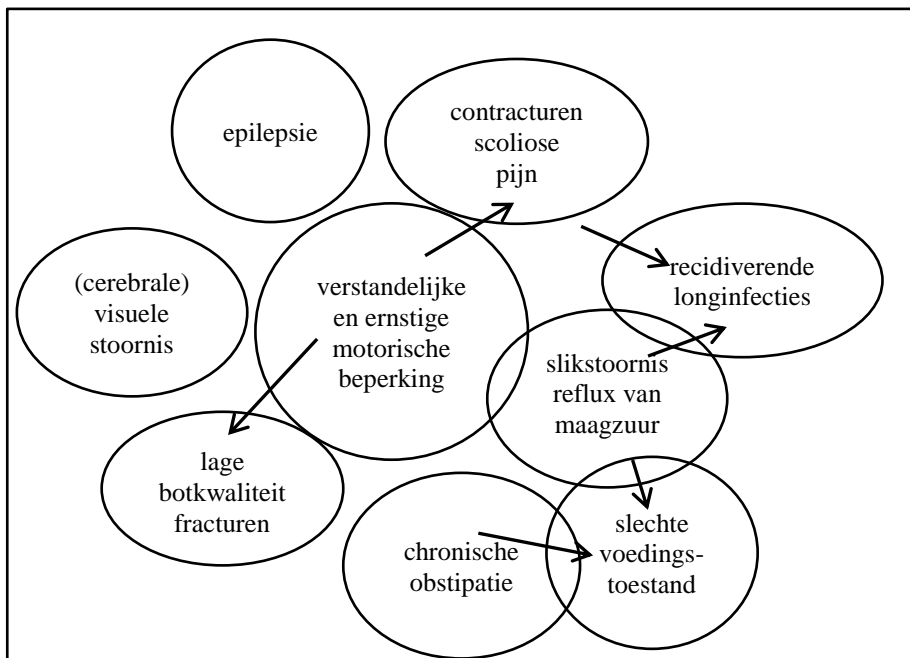 epilepsie
contracturen
scoliose
pijn
(cerebrale)
visuele
stoornis
verstandelijke
en ernstige
motorische
beperking
recidiverende
longinfecties
slikstoornis
reflux van
maagzuur
lage
botkwaliteit
fracturen
chronische
obstipatie
slechte
voedings-
toestand